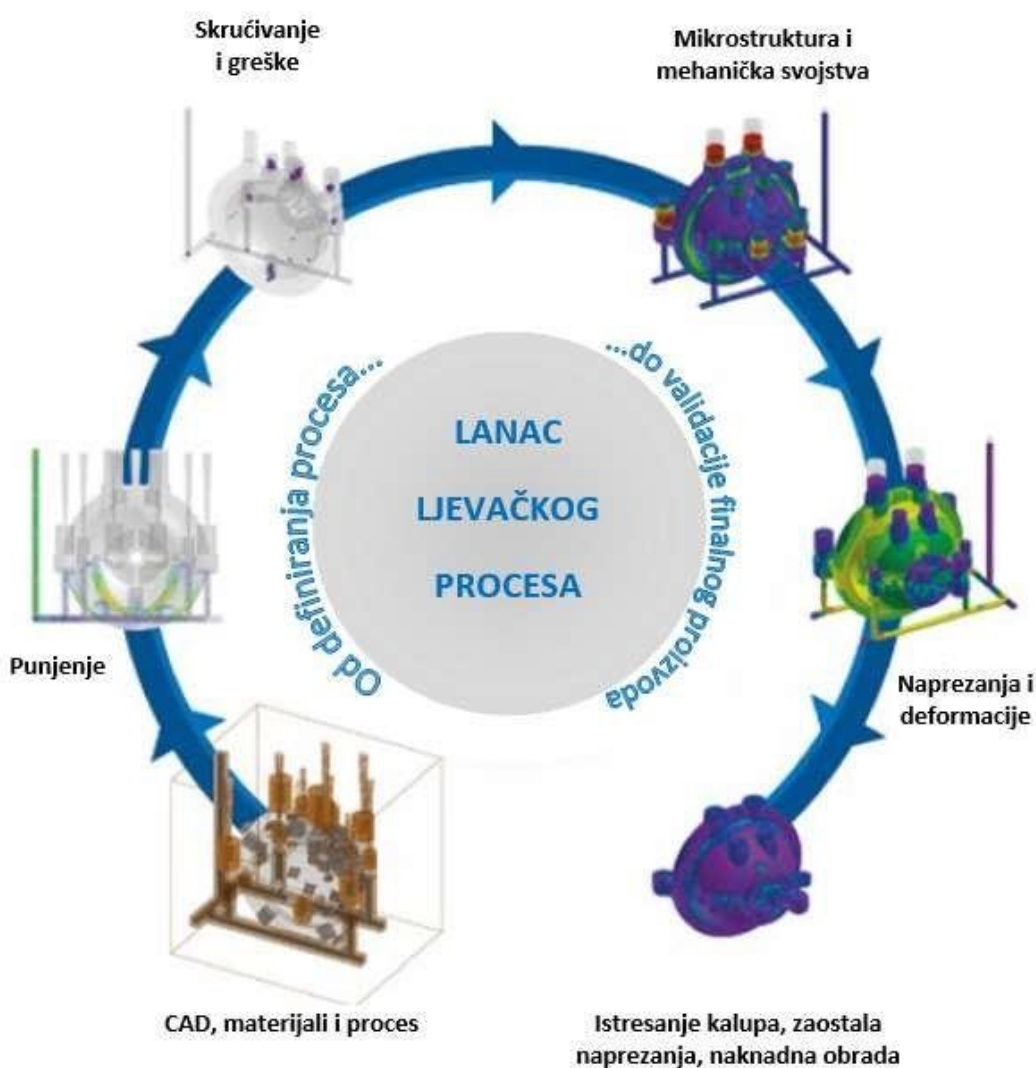 Skrućivanje
i greške
Mikrostruktura i
mehanička svojstva
Od definiranja procesa...
...do validacije finalnog proizvoda
LANAC
LJEVAČKOG
PROCESA
Punjenje
Naprezanja i
deformacije
CAD, materijali i proces
Istresanje kalupa, zaostala
naprezanja, naknadna obrada